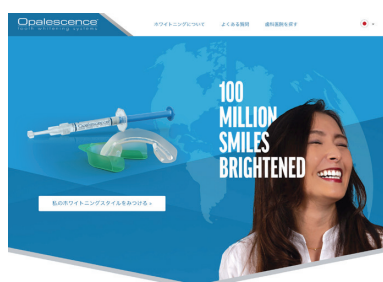 Opalescence®
tooth whitening systems
ホワイトニングについて
よくある質問
歯科医院を探す
100
MILLION
SMILES
BRIGHTENED
私のホワイトニングスタイルをみつける »